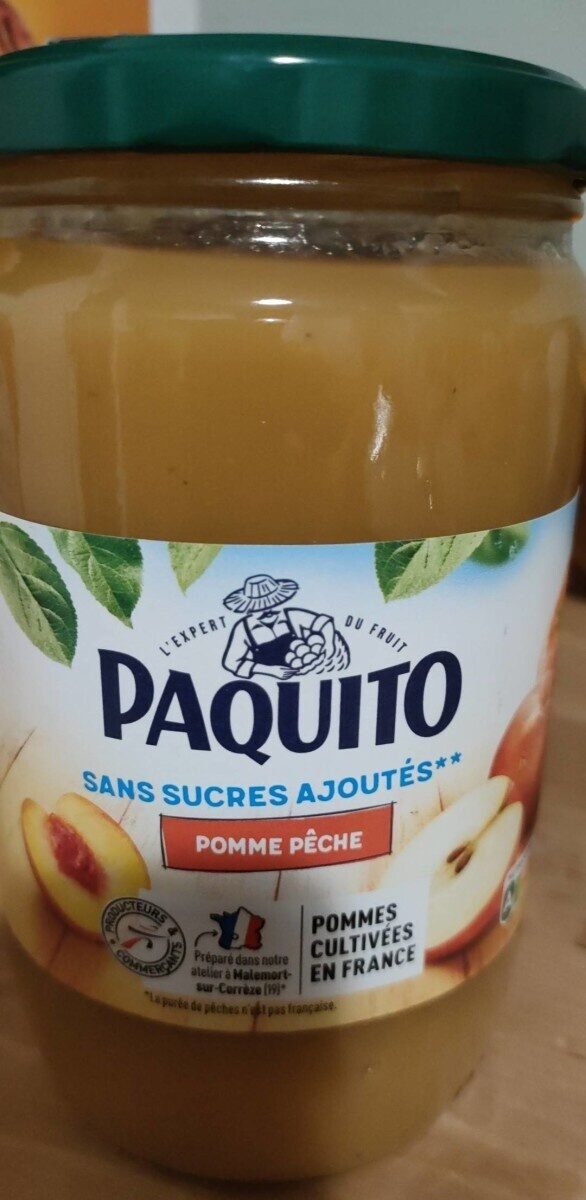 L'EXPERT DU FRUIT
PAQUITO
SANS SUCRES AJOUTÉS**
POMME PÊCHE
PRODUCTEURS &
COMMERÇANTS
Préparé dans notre
atelier à Malemort-
sur-Corrèze (19)*
POMMES
CULTIVÉES
EN FRANCE
*La purée de pêches n'est pas française.